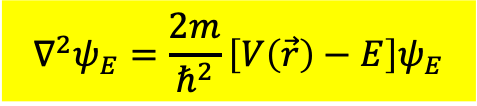 ∇²ψ_E = 2m/ħ² [V(r⃗) − E]ψ_E